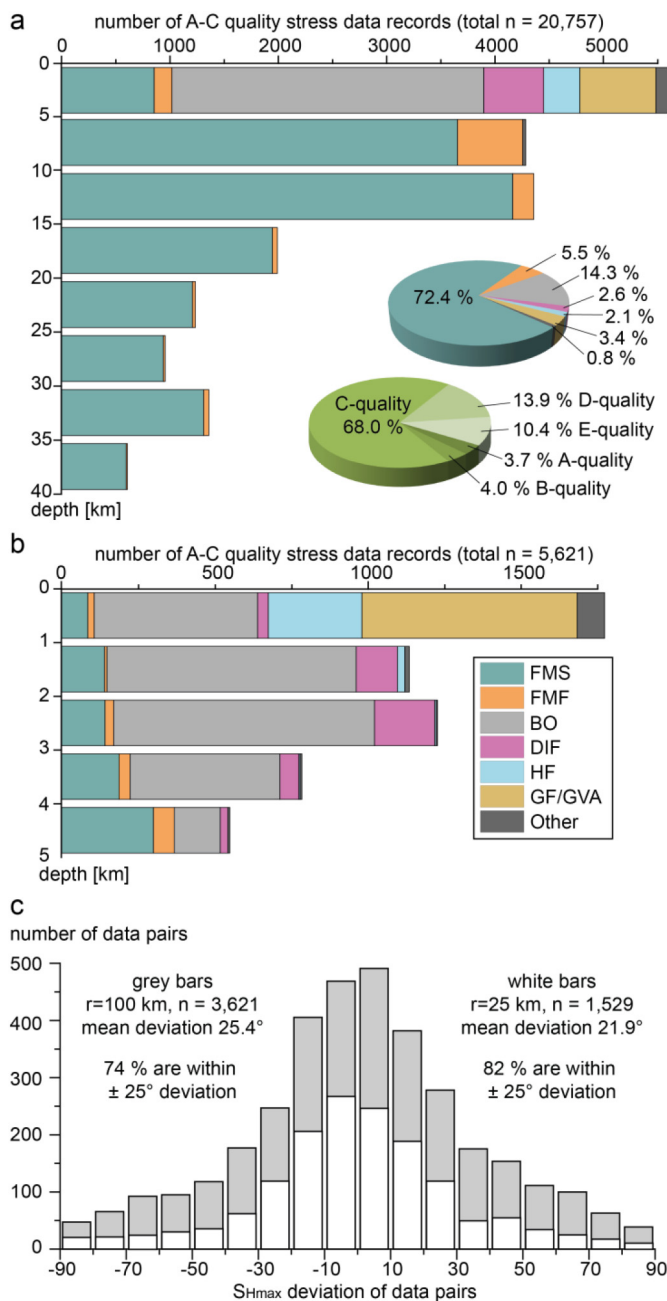 a
number of A-C quality stress data records (total n = 20,757)
0 1000 2000 3000 4000 5000
0
5
10
15
20
25
30
35
40
depth [km]
72.4 %
5.5 %
14.3 %
2.6 %
2.1 %
3.4 %
0.8 %
C-quality
68.0 %
13.9 % D-quality
10.4 % E-quality
3.7 % A-quality
4.0 % B-quality
b
number of A-C quality stress data records (total n = 5,621)
0 500 1000 1500
0
1
2
3
4
5
depth [km]
FMS
FMF
BO
DIF
HF
GF/GVA
Other
c
number of data pairs
500
400
300
200
100
0
grey bars
r=100 km, n = 3,621
mean deviation 25.4°
74 % are within
± 25° deviation
white bars
r=25 km, n = 1,529
mean deviation 21.9°
82 % are within
± 25° deviation
-90 -70 -50 -30 -10 10 30 50 70 90
SHmax deviation of data pairs